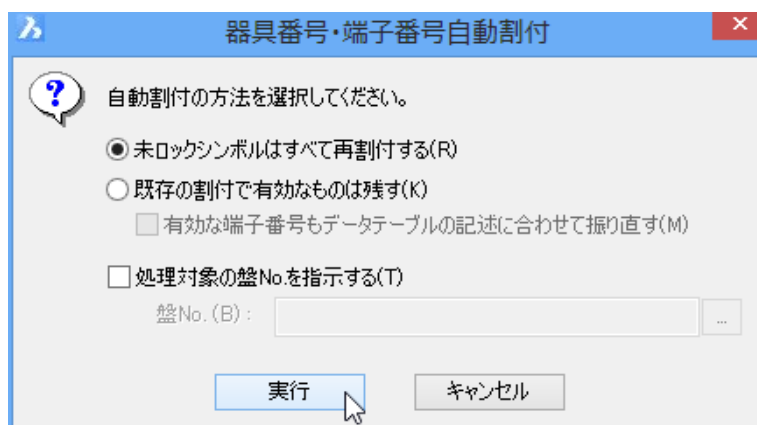 器具番号・端子番号自動割付
自動割付の方法を選択してください。
未ロックシンボルはすべて再割付する(R)
既存の割付で有効なものは残す(K)
有効な端子番号もデータテーブルの記述に合わせて振り直す(M)
処理対象の盤No.を指示する(T)
盤No.(B):
...
実行
キャンセル